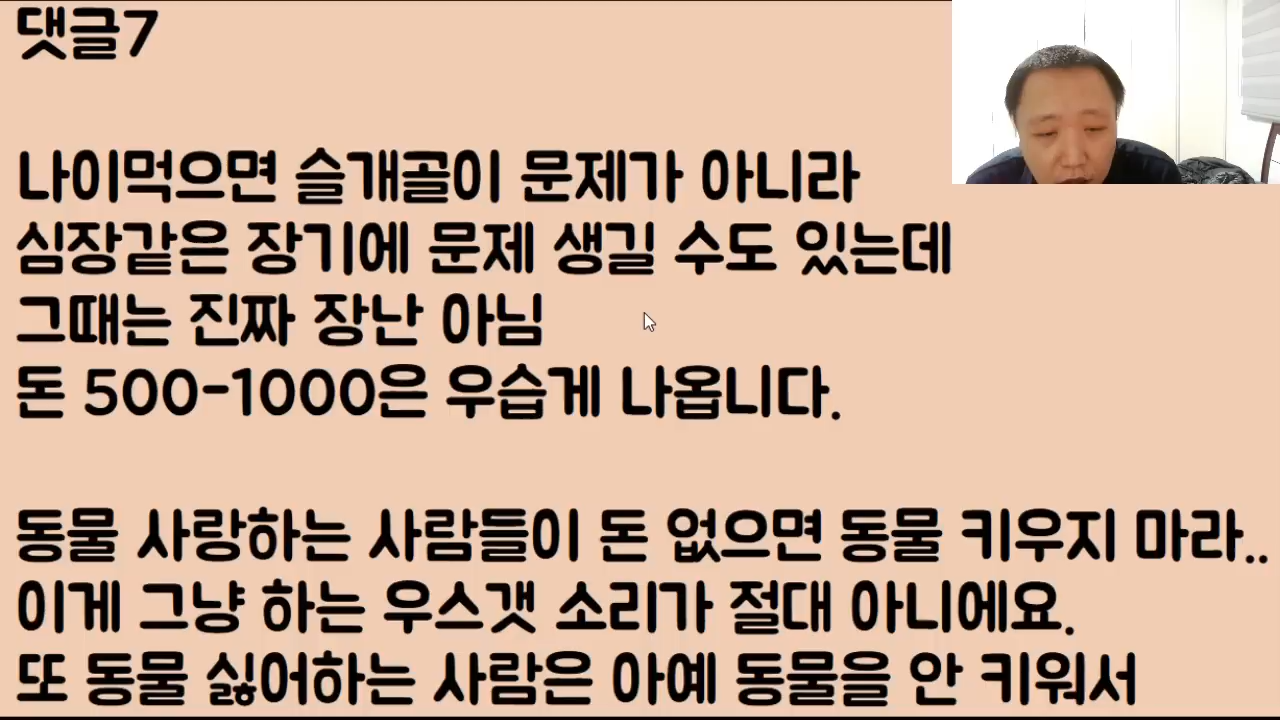 댓글7
나이먹으면 슬개골이 문제가 아니라
심장같은 장기에 문제 생길 수도 있는데
그때는 진짜 장난 아님
돈 500-1000은 우습게 나옵니다.
동물 사랑하는 사람들이 돈 없으면 동물 키우지 마라..
이게 그냥 하는 우스갯 소리가 절대 아니에요.
또 동물 싫어하는 사람은 아예 동물을 안 키워서